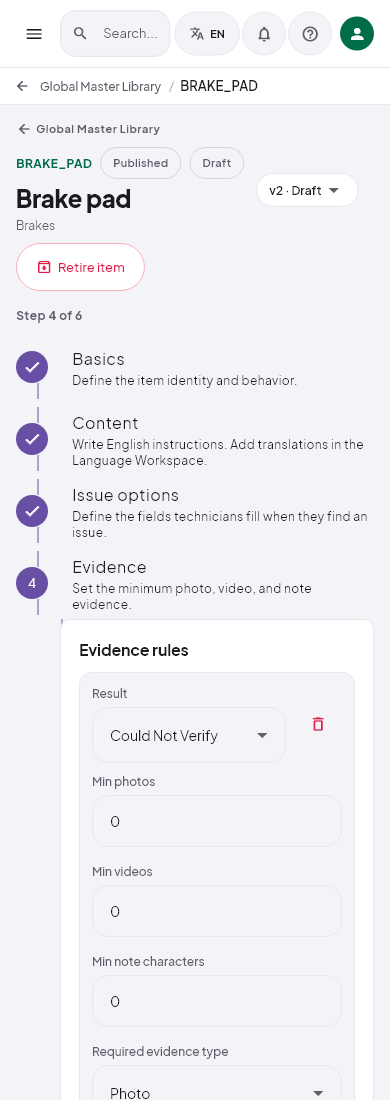 Search...
EN
Global Master Library / BRAKE_PAD
Global Master Library
BRAKE_PAD
Published
Draft
Brake pad
v2 · Draft
Brakes
Retire item
Step 4 of 6
Basics
Define the item identity and behavior.
Content
Write English instructions. Add translations in the
Language Workspace.
Issue options
Define the fields technicians fill when they find an
issue.
4
Evidence
Set the minimum photo, video, and note
evidence.
Evidence rules
Result
Could Not Verify
Min photos
0
Min videos
0
Min note characters
0
Required evidence type
Photo